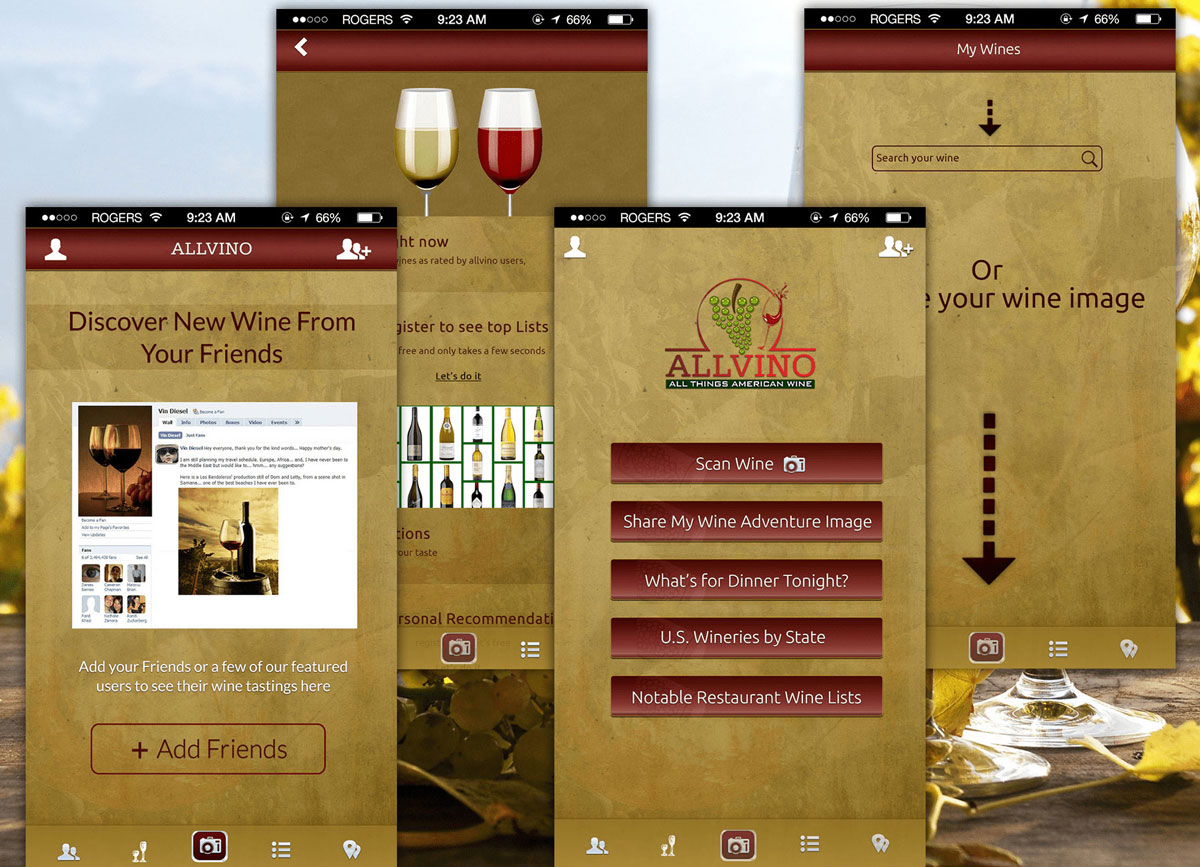 ROGERS 9:23 AM 66%
ht now
ines as rated by allvino users,
gister to see top Lists
free and only takes a few seconds
Let's do it
tions
our taste
rsonal Recommendati
ROGERS 9:23 AM 66%
My Wines
Search your wine
Or
e your wine image
ROGERS 9:23 AM 66%
ALLVINO
Discover New Wine From
Your Friends
Vin Diesel Become a Fan
Wall Info Photos Boxes Video Events »
Vin Diesel Just Fans
Vin Diesel Hey everyone, thank you for the kind words... Happy mother's day.
I am still planning my travel schedule. Europe, Africa... and, I have never been to
the Middle East but would like to... hmm... any suggestions?
Here is a Los Bandoleros' production still of Dom and Letty, from a scene shot in
Samana... one of the best beaches I have ever been to.
Become a Fan
Add to my Page's Favorites
View Updates
Fans
See All
Cameron
Chapman
Add your Friends or a few of our featured
users to see their wine tastings here
+ Add Friends
ROGERS 9:23 AM 66%
ALLVINO
ALL THINGS AMERICAN WINE
Scan Wine
Share My Wine Adventure Image
What's for Dinner Tonight?
U.S. Wineries by State
Notable Restaurant Wine Lists